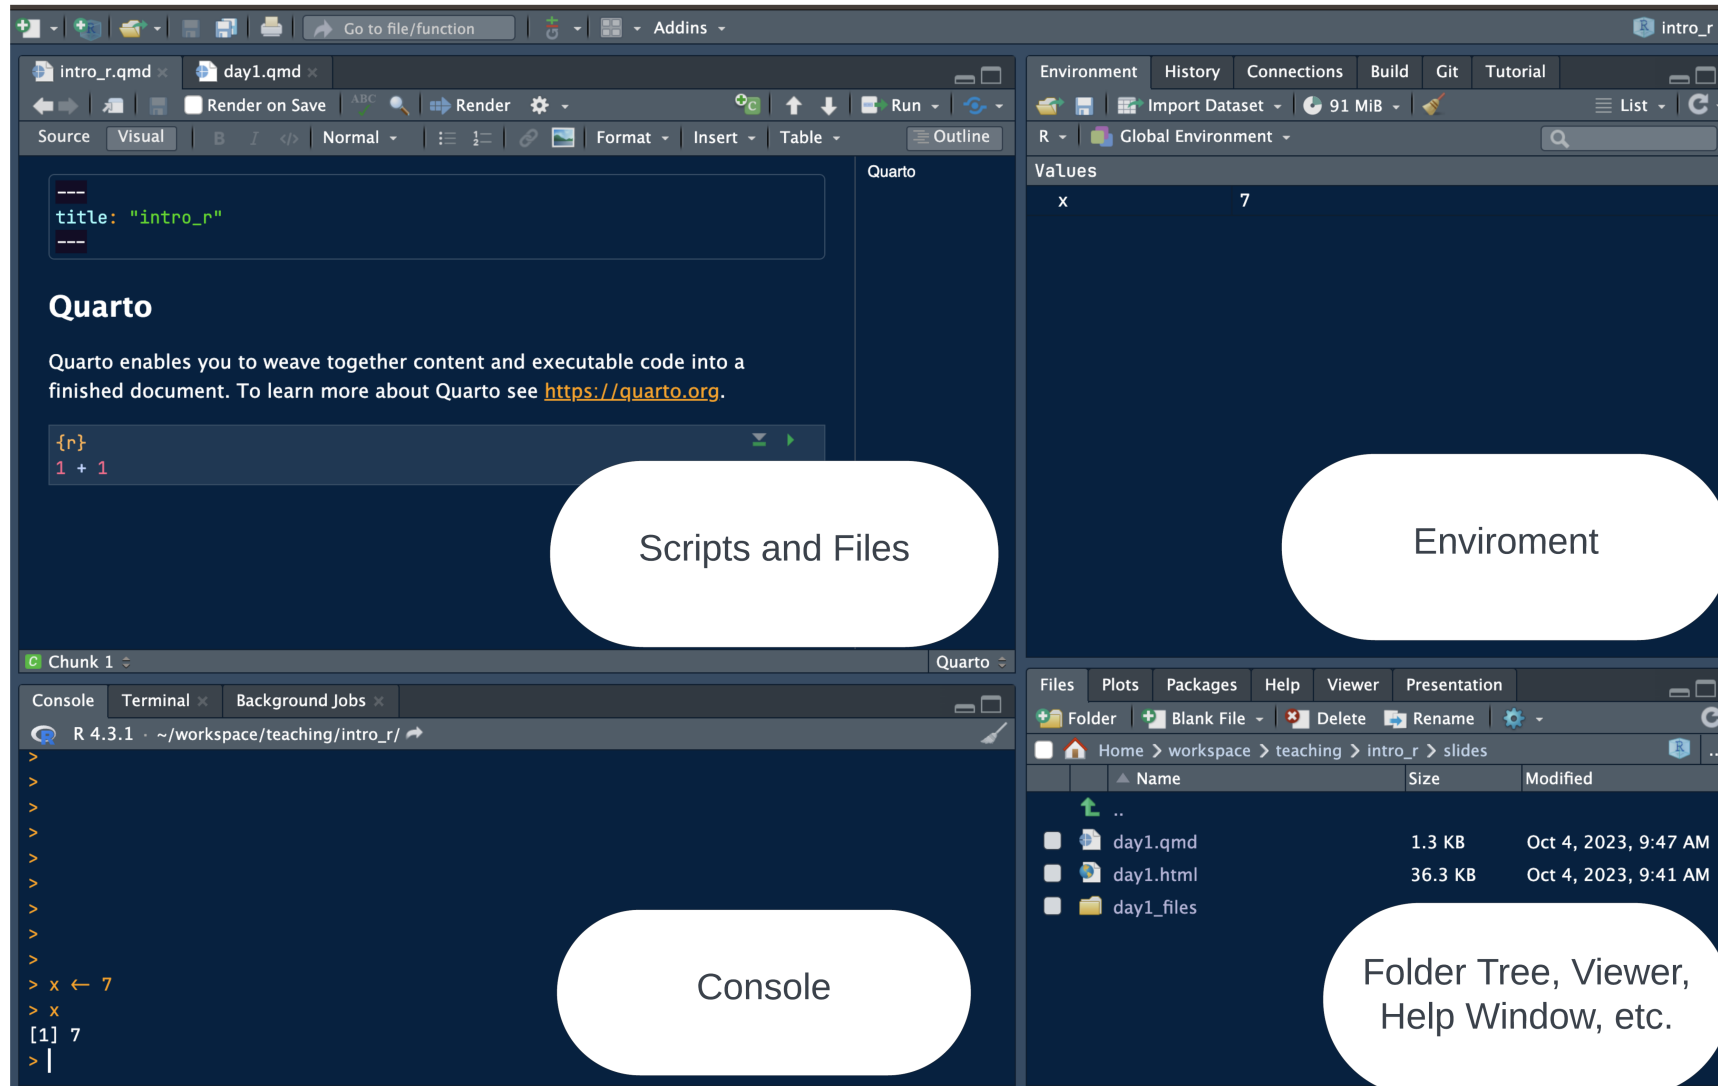 Go to file/function
Addins
intro_r
intro_r.qmd
day1.qmd
Render on Save
ABC
Render
Run
Source
Visual
B
I
</>
Normal
Format
Insert
Table
Outline
---
title: "intro_r"
---
Quarto
Quarto
Quarto enables you to weave together content and executable code into a
finished document. To learn more about Quarto see https://quarto.org.
{r}
1 + 1
Scripts and Files
C Chunk 1
Quarto
Environment
History
Connections
Build
Git
Tutorial
Import Dataset
91 MiB
List
R
Global Environment
Values
x 7
Enviroment
Console
Terminal
Background Jobs
R 4.3.1 · ~/workspace/teaching/intro_r/
>
>
>
>
>
>
>
>
>
> x ← 7
> x
[1] 7
>
Console
Files
Plots
Packages
Help
Viewer
Presentation
Folder
Blank File
Delete
Rename
Home > workspace > teaching > intro_r > slides
R
..
Name
Size
Modified
..
day1.qmd 1.3 KB Oct 4, 2023, 9:47 AM
day1.html 36.3 KB Oct 4, 2023, 9:41 AM
day1_files
Folder Tree, Viewer,
Help Window, etc.